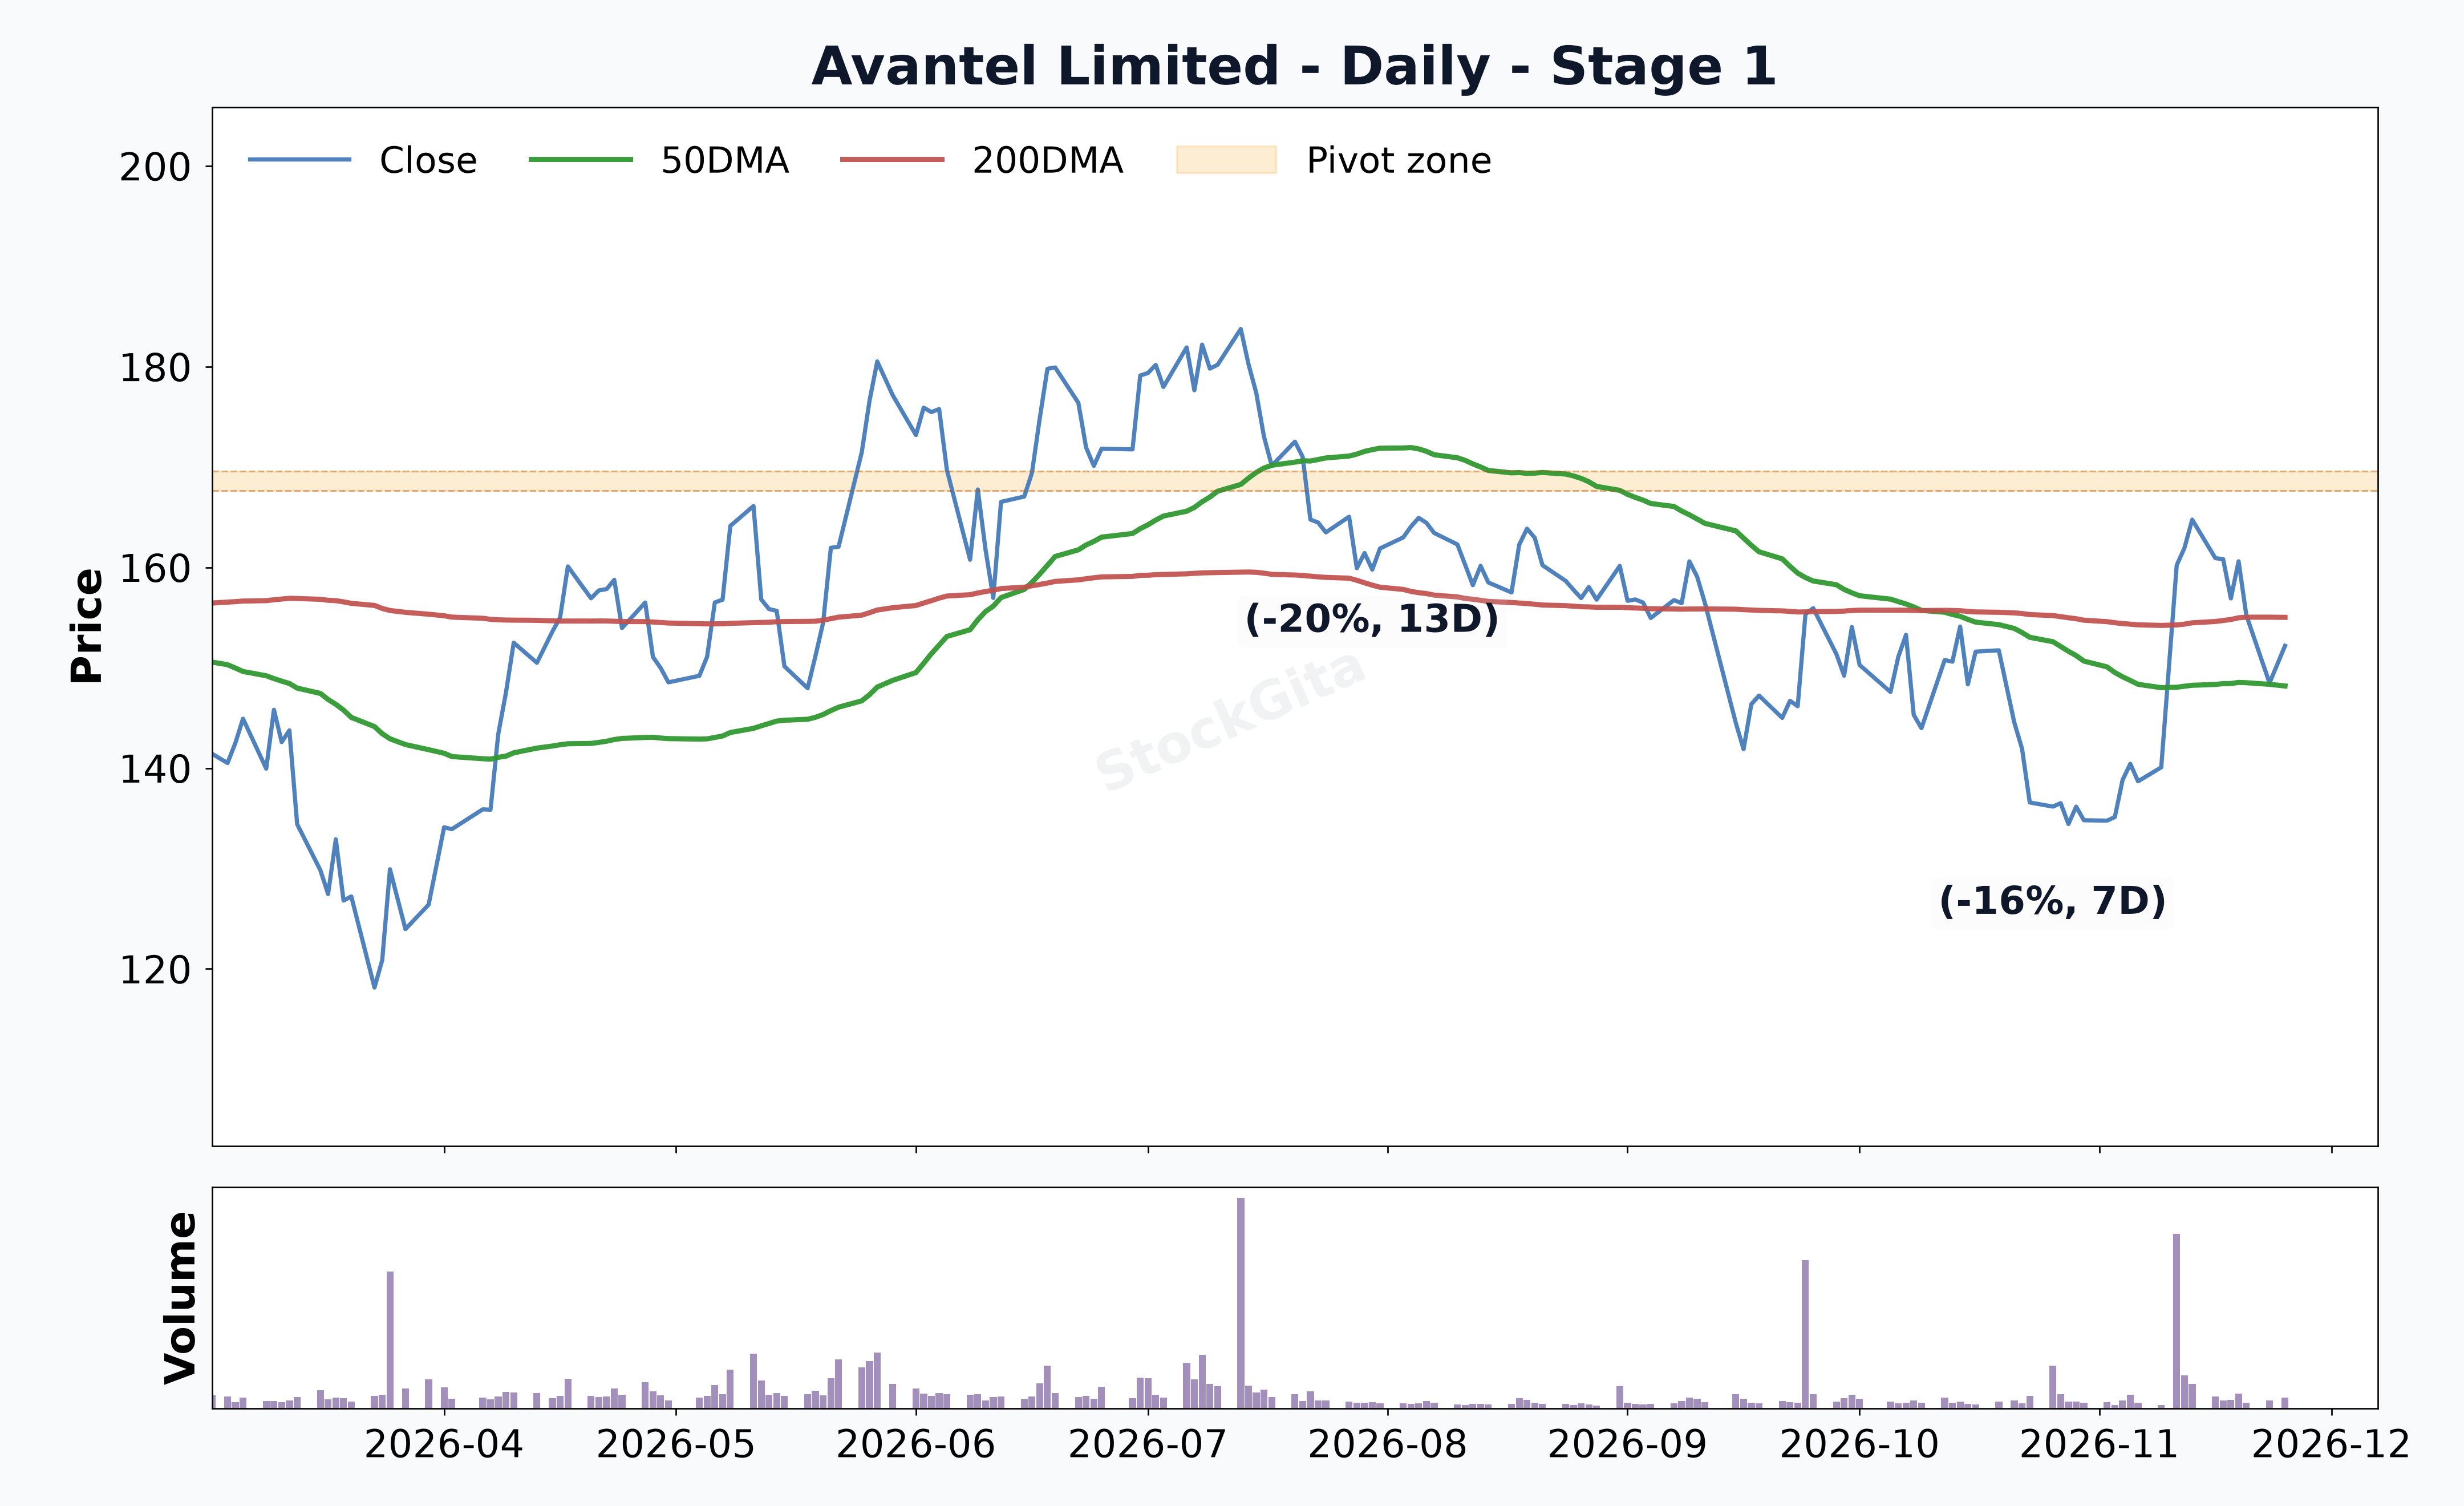 Avantel Limited - Daily - Stage 1
Close 50DMA 200DMA Pivot zone
Price
200
180
160
140
120
(-20%, 13D)
StockGita
(-16%, 7D)
Volume
2026-04 2026-05 2026-06 2026-07 2026-08 2026-09 2026-10 2026-11 2026-12